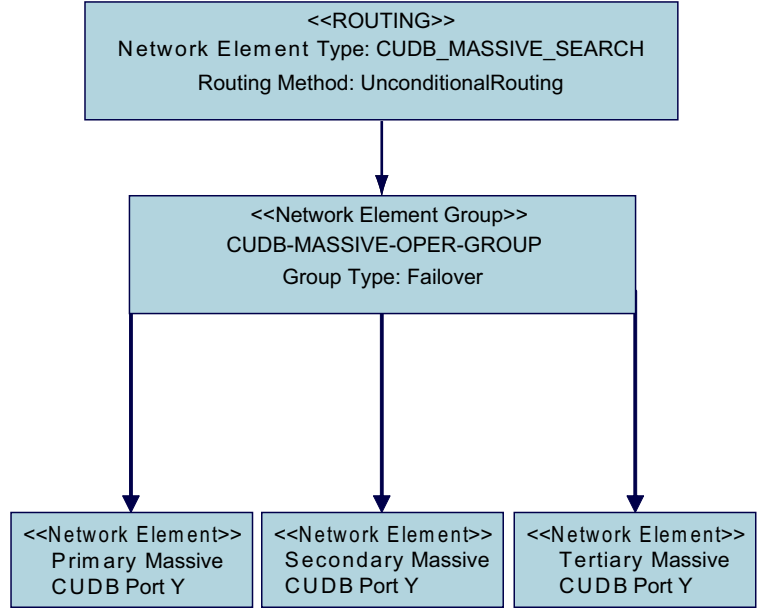 <<ROUTING>>
Network Element Type: CUDB_MASSIVE_SEARCH
Routing Method: UnconditionalRouting
<<Network Element Group>>
CUDB-MASSIVE-OPER-GROUP
Group Type: Failover
<<Network Element>>
Primary Massive
CUDB Port Y
<<Network Element>>
Secondary Massive
CUDB Port Y
<<Network Element>>
Tertiary Massive
CUDB Port Y